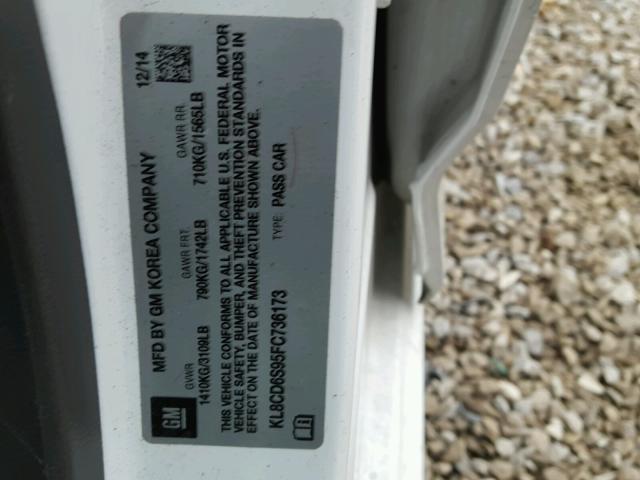 GM
MFD BY GM KOREA COMPANY
12/14
GVWR GAWR FRT. GAWR RR.
1410KG/3109LB 790KG/1742LB 710KG/1565LB
THIS VEHICLE CONFORMS TO ALL APPLICABLE U.S. FEDERAL MOTOR
VEHICLE SAFETY, BUMPER, AND THEFT PREVENTION STANDARDS IN
EFFECT ON THE DATE OF MANUFACTURE SHOWN ABOVE.
KL8CD6S95FC736173 TYPE: PASS CAR